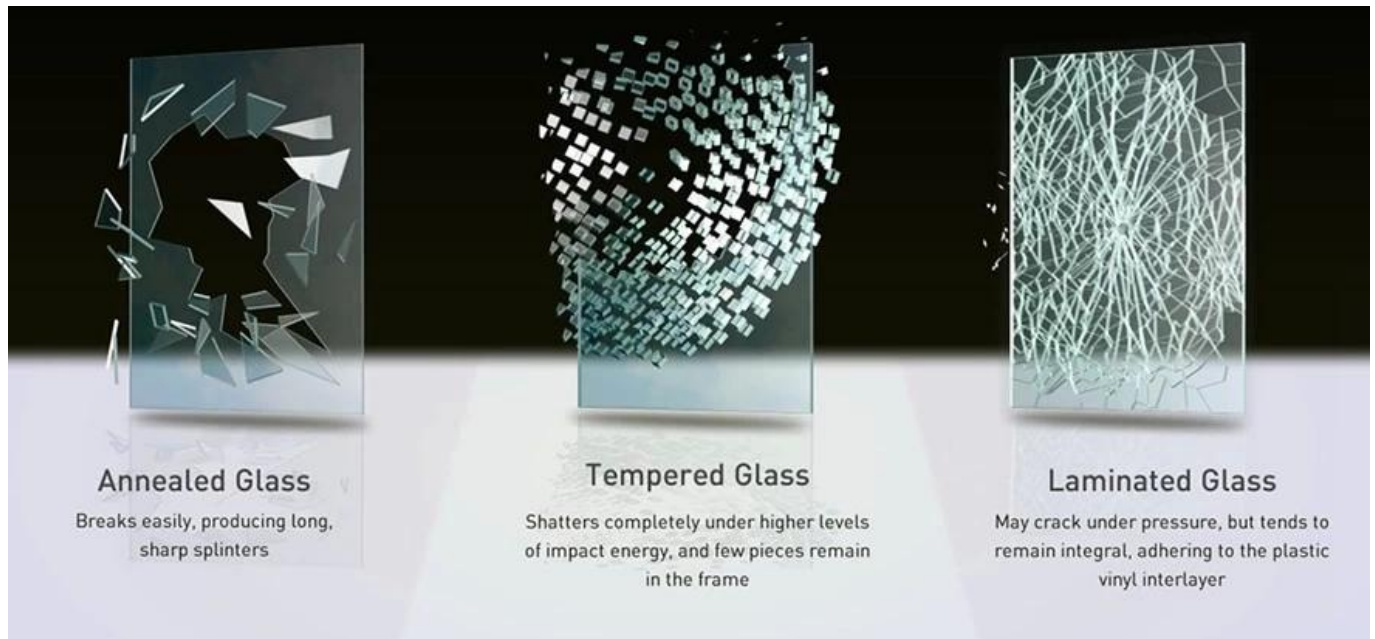 Annealed Glass
Breaks easily, producing long,
sharp splinters
Tempered Glass
Shatters completely under higher levels
of impact energy, and few pieces remain
in the frame
Laminated Glass
May crack under pressure, but tends to
remain integral, adhering to the plastic
vinyl interlayer